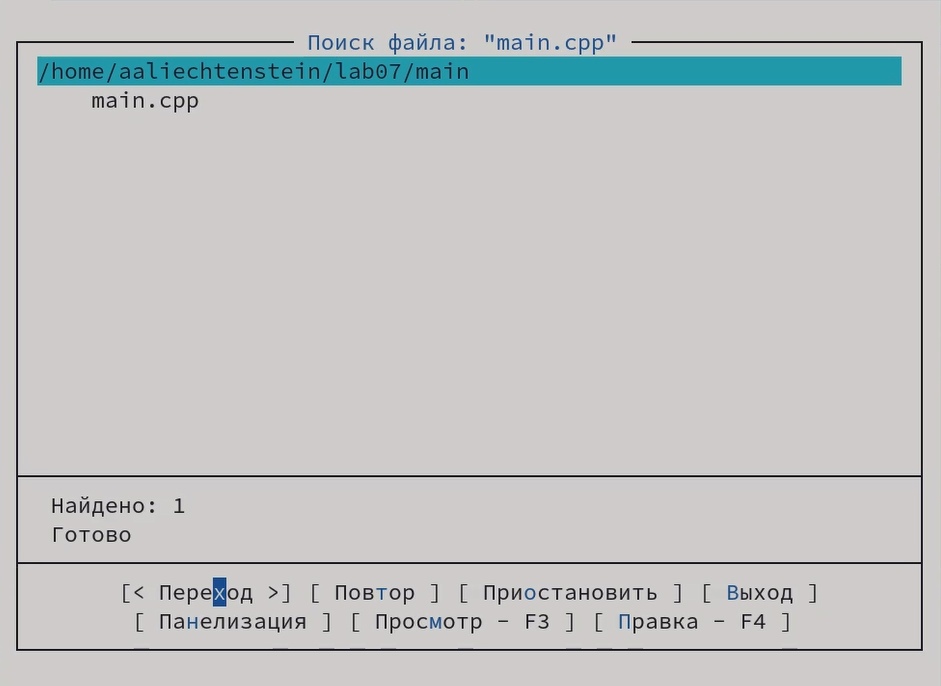 Поиск файла: "main.cpp"
/home/aaliechtenstein/lab07/main
main.cpp
Найдено: 1
Готово
[< Переход >] [ Повтор ] [ Приостановить ] [ Выход ]
[ Панелизация ] [ Просмотр - F3 ] [ Правка - F4 ]